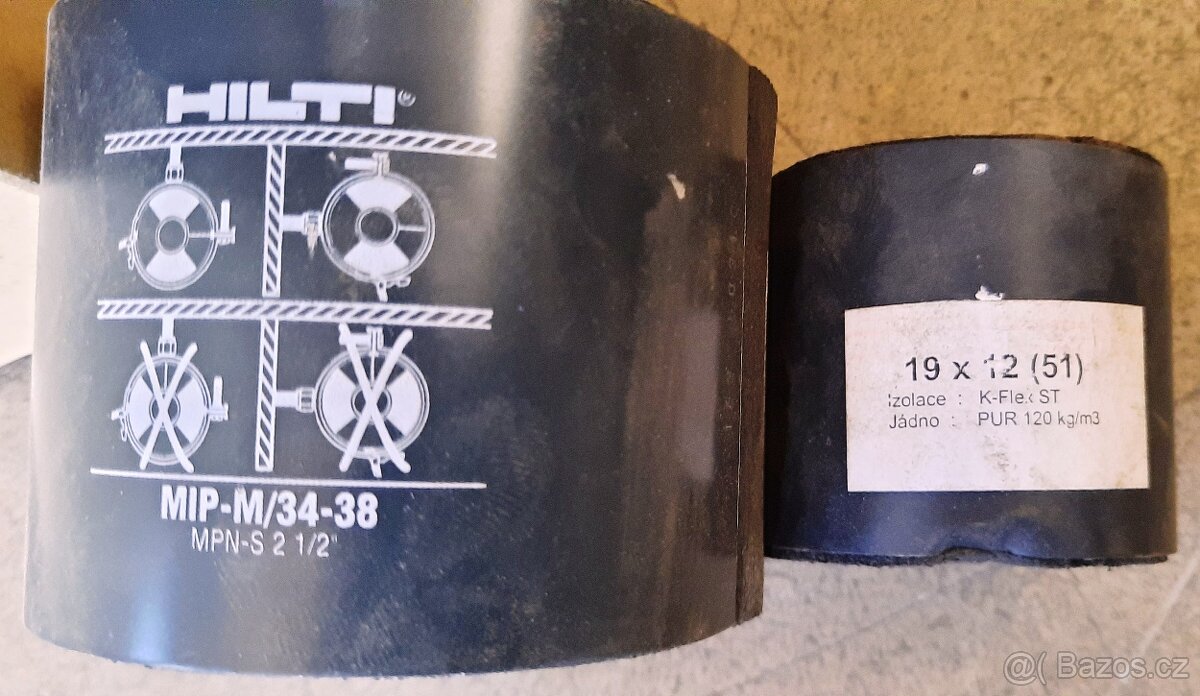 HILTI®
MIP-M/34-38
MPN-S 2 1/2"
19 x 12 (51)
Izolace : K-Flex ST
Jádno : PUR 120 kg/m3
@( Bazos.cz